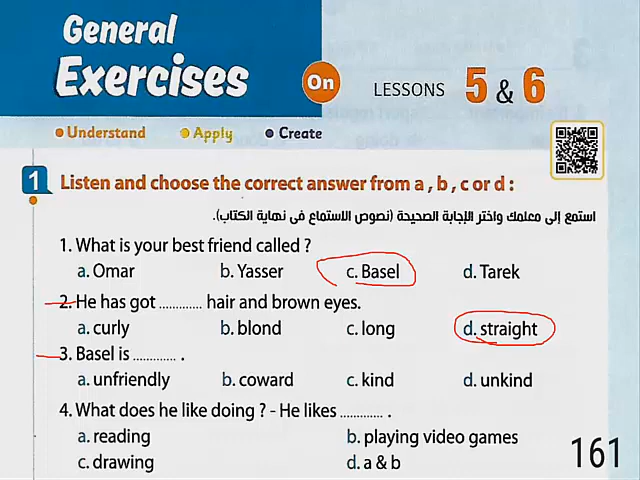 General
Exercises
On
LESSONS 5 & 6
Understand Apply Create
1 Listen and choose the correct answer from a , b , c or d :
استمع إلى معلمك واختر الإجابة الصحيحة (نصوص الاستماع فى نهاية الكتاب).
1. What is your best friend called ?
a. Omar b. Yasser c. Basel d. Tarek
2. He has got ............ hair and brown eyes.
a. curly b. blond c. long d. straight
3. Basel is ............ .
a. unfriendly b. coward c. kind d. unkind
4. What does he like doing ? - He likes ............ .
a. reading b. playing video games
c. drawing d. a & b
161